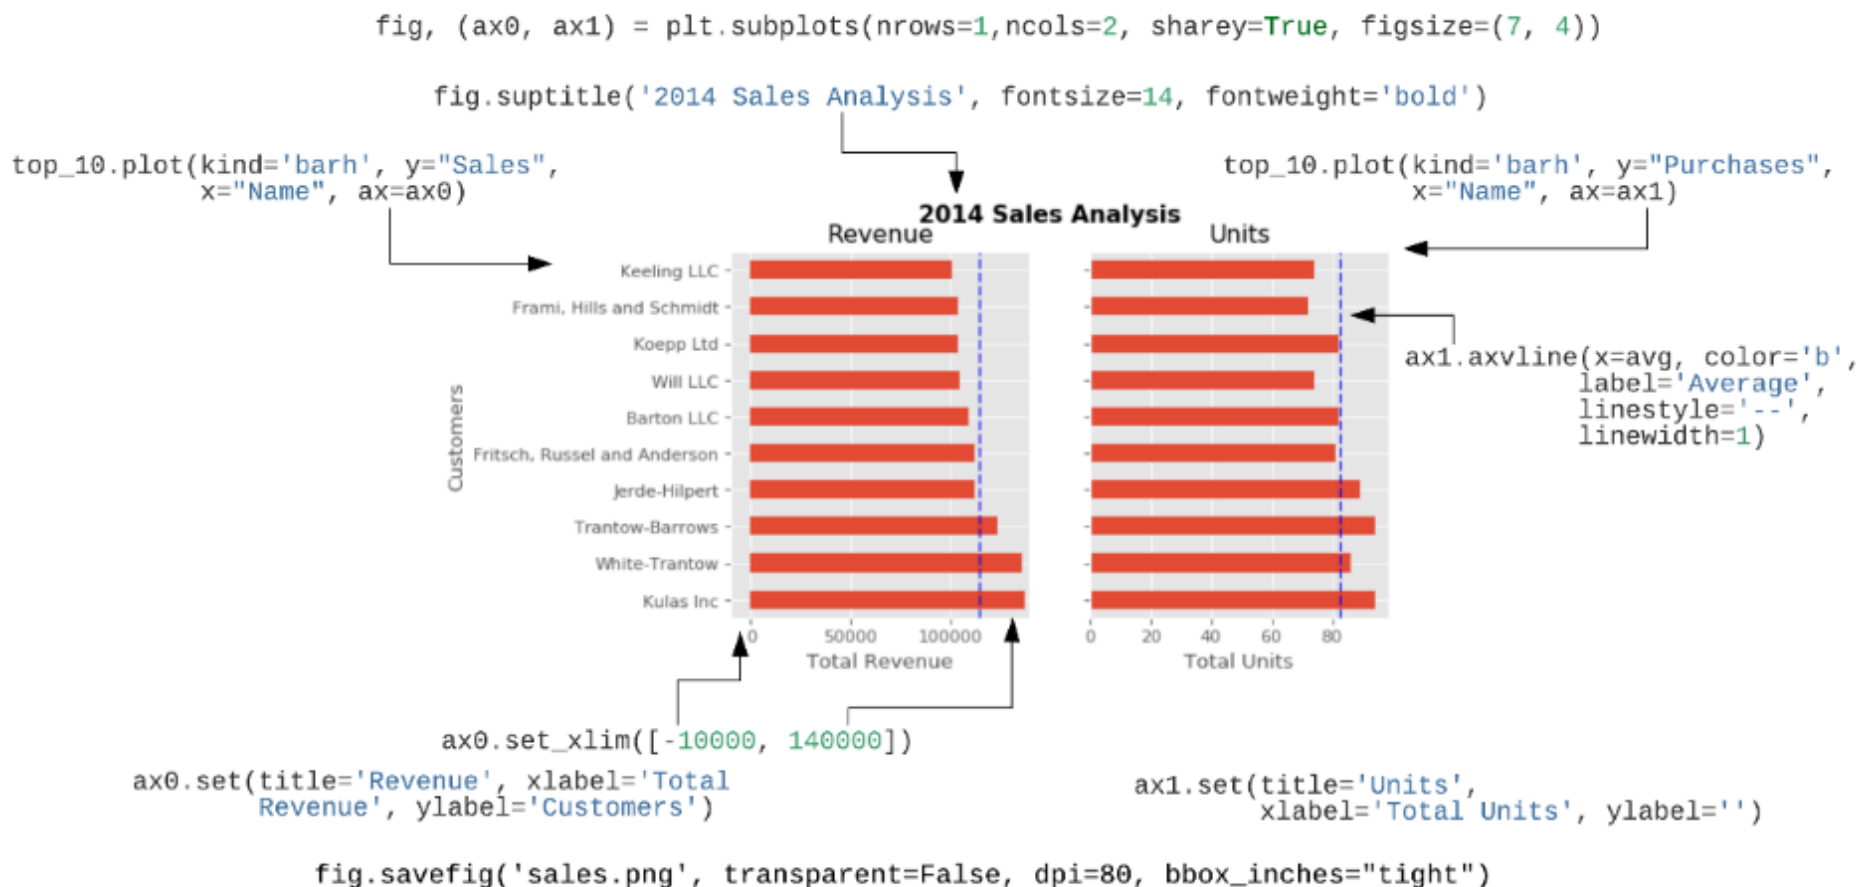 fig, (ax0, ax1) = plt.subplots(nrows=1,ncols=2, sharey=True, figsize=(7, 4))
fig.suptitle('2014 Sales Analysis', fontsize=14, fontweight='bold')
top_10.plot(kind='barh', y="Sales",
x="Name", ax=ax0)
top_10.plot(kind='barh', y="Purchases",
x="Name", ax=ax1)
2014 Sales Analysis
Revenue
Units
Keeling LLC
Frami, Hills and Schmidt
Koepp Ltd
Will LLC
Barton LLC
Fritsch, Russel and Anderson
Jerde-Hilpert
Trantow-Barrows
White-Trantow
Kulas Inc
Customers
0 50000 100000
Total Revenue
0 20 40 60 80
Total Units
ax1.axvline(x=avg, color='b',
label='Average',
linestyle='--',
linewidth=1)
ax0.set_xlim([-10000, 140000])
ax0.set(title='Revenue', xlabel='Total
Revenue', ylabel='Customers')
ax1.set(title='Units',
xlabel='Total Units', ylabel='')
fig.savefig('sales.png', transparent=False, dpi=80, bbox_inches="tight")